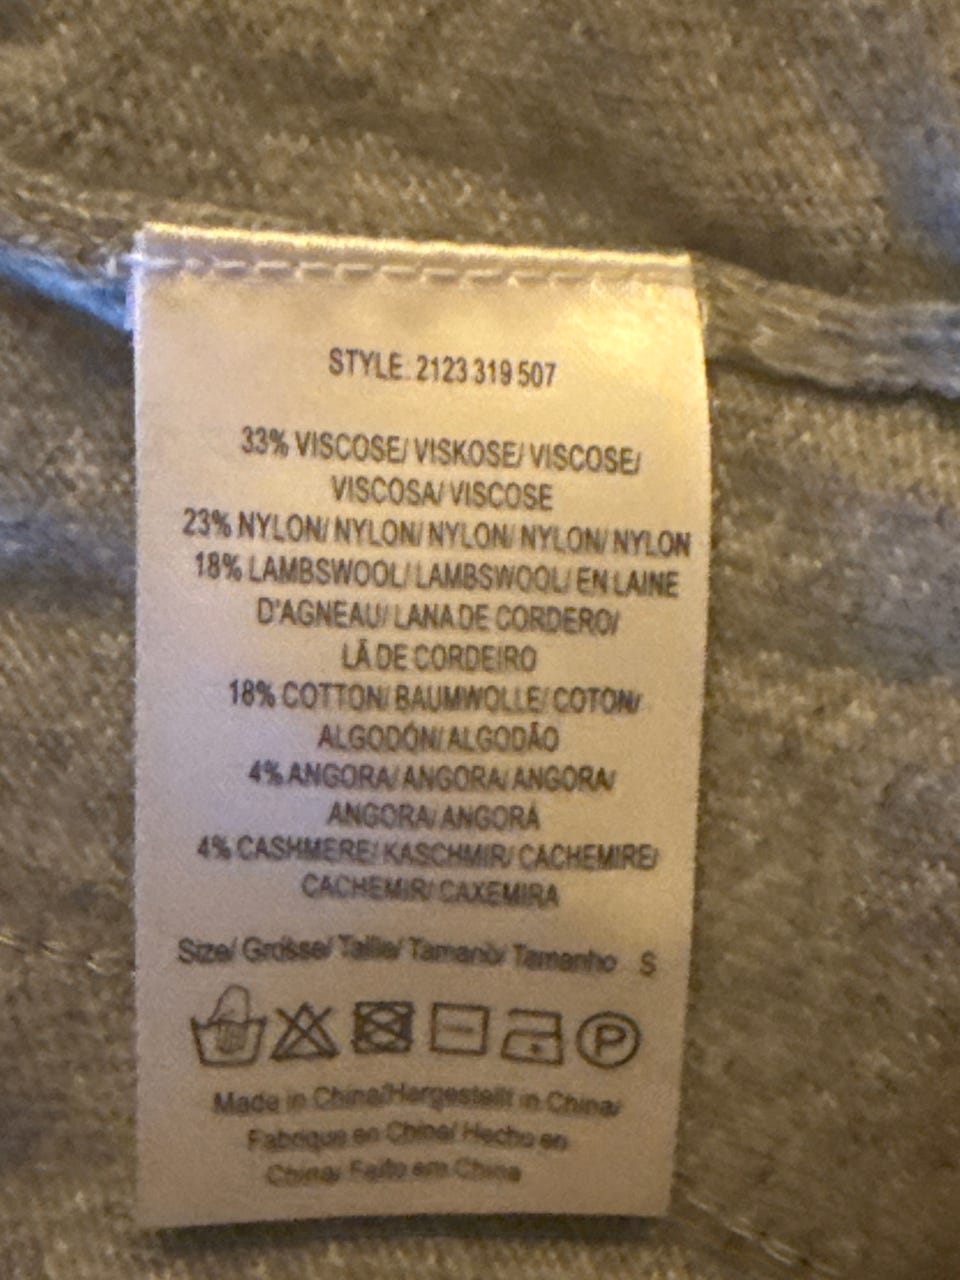 STYLE: 2123 319 507
33% VISCOSE/ VISKOSE/ VISCOSE/
VISCOSA/ VISCOSE
23% NYLON/ NYLON/ NYLON/ NYLON/ NYLON
18% LAMBSWOOL/ LAMBSWOOL/ EN LAINE
D'AGNEAU/ LANA DE CORDERO/
LÃ DE CORDEIRO
18% COTTON/ BAUMWOLLE/ COTON/
ALGODÓN/ ALGODÃO
4% ANGORA/ ANGORA/ ANGORA/
ANGORA/ ANGORÁ
4% CASHMERE/ KASCHMIR/ CACHEMIRE/
CACHEMIR/ CAXEMIRA
Size/ Grösse/ Taille/ Tamano/ Tamanho S
P
Made in China/Hergestellt in China/
Fabrique en Chine/ Hecho en
China/ Feito em China